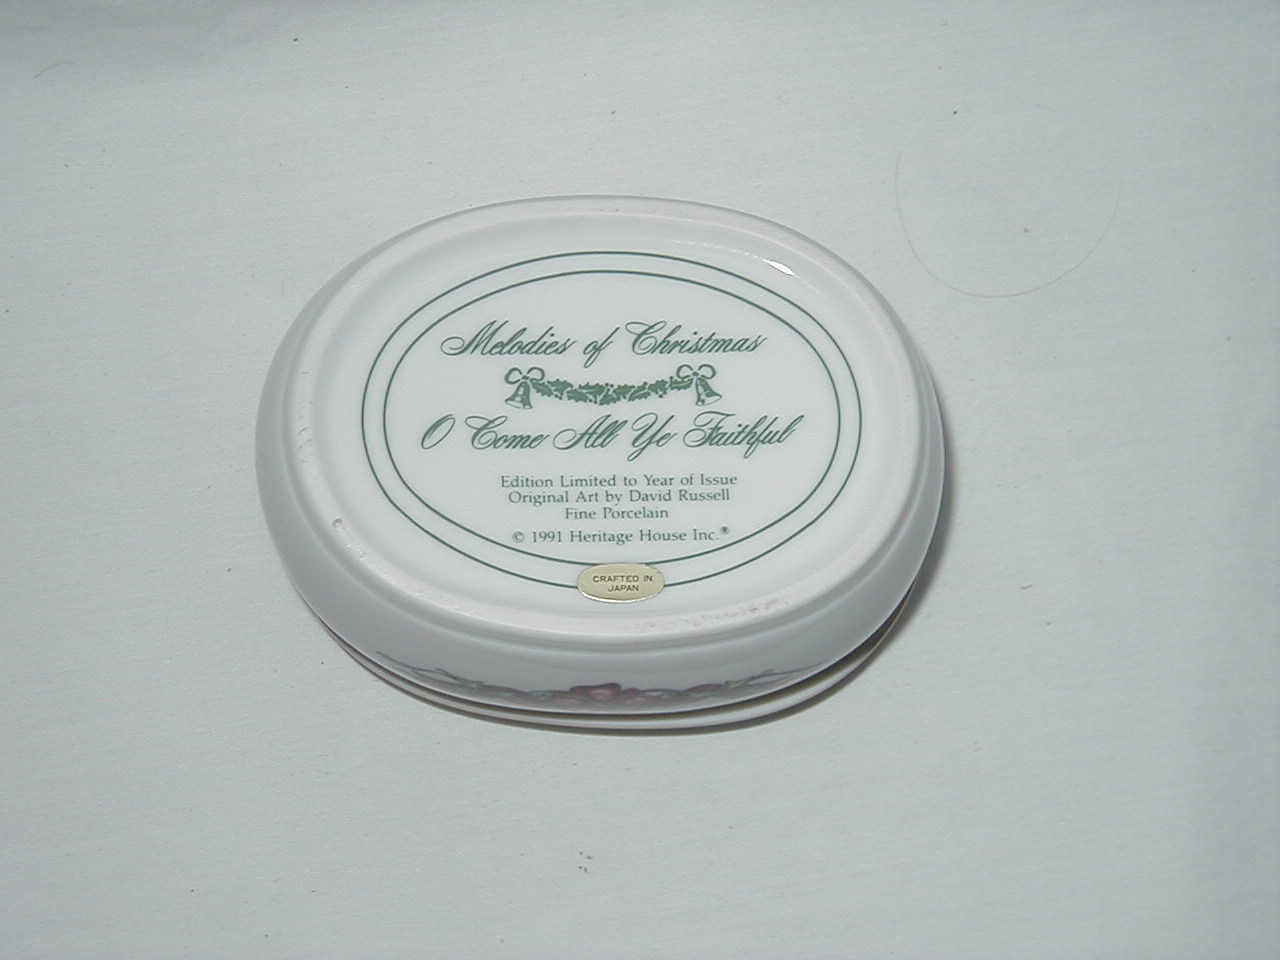 Melodies of Christmas
O Come All Ye Faithful
Edition Limited to Year of Issue
Original Art by David Russell
Fine Porcelain
© 1991 Heritage House Inc.®
CRAFTED IN
JAPAN